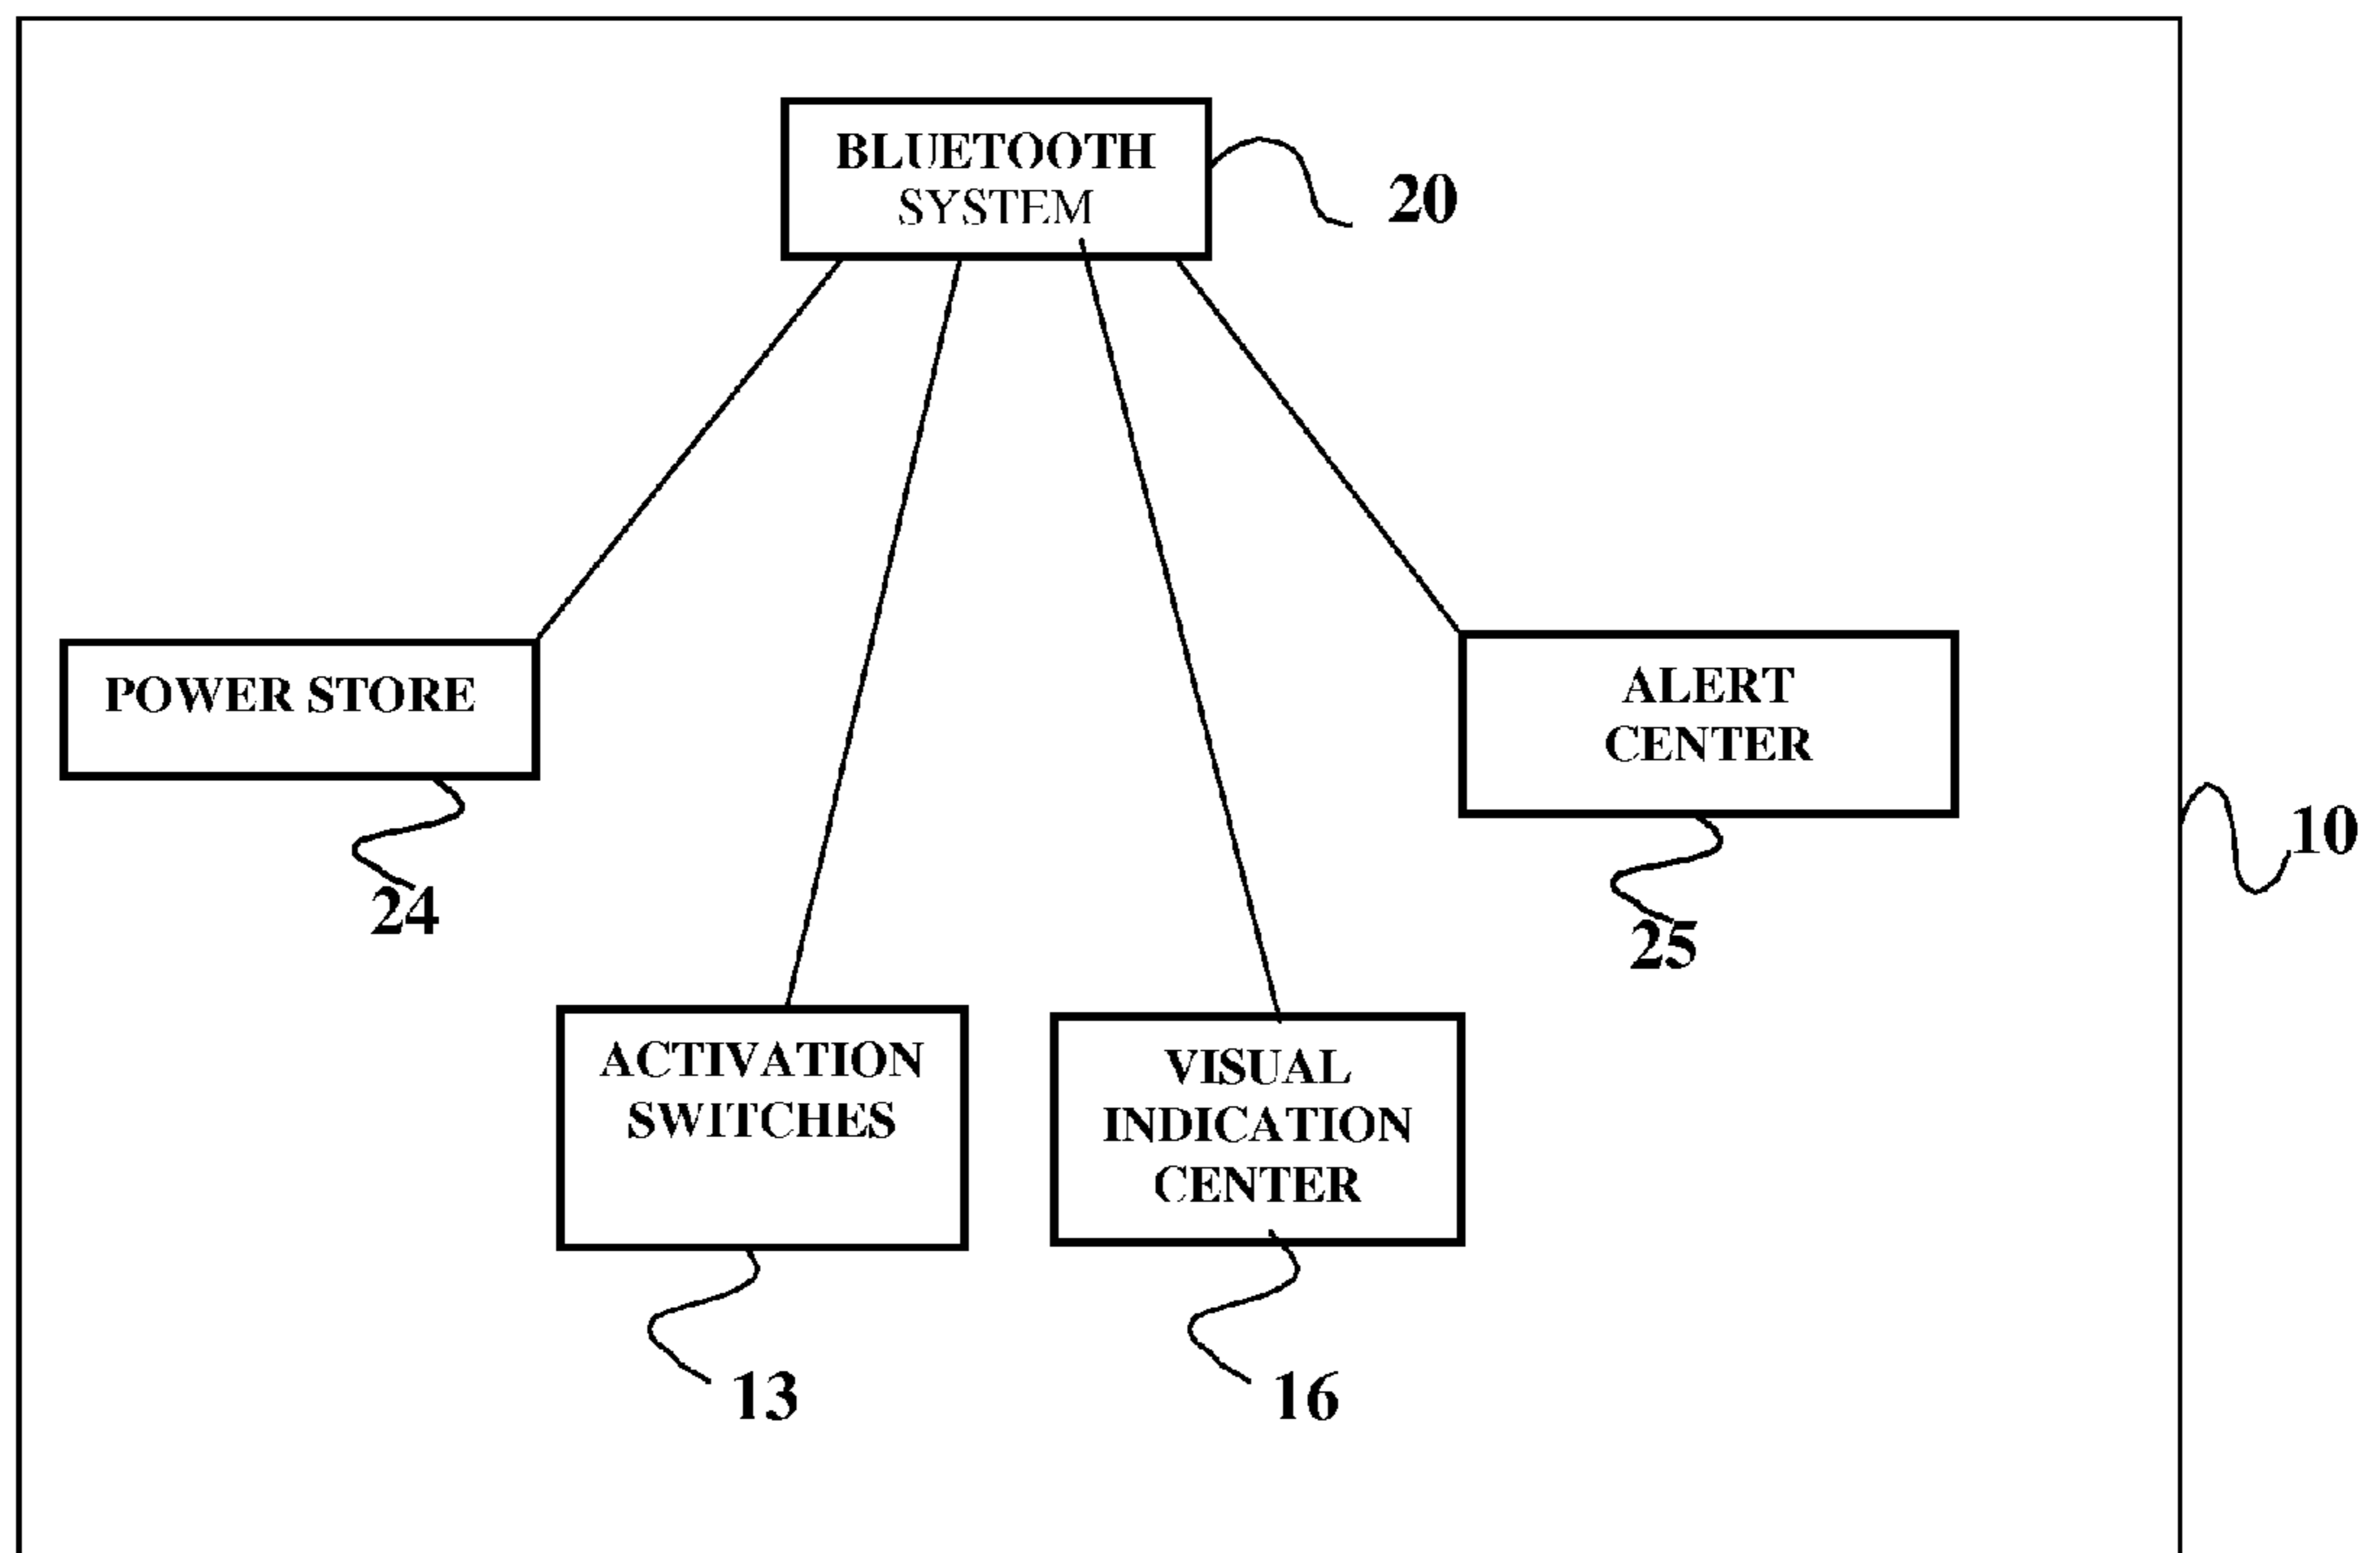 BLUETOOTH
SYSTEM
20
POWER STORE
24
ALERT
CENTER
25
10
ACTIVATION
SWITCHES
13
VISUAL
INDICATION
CENTER
16